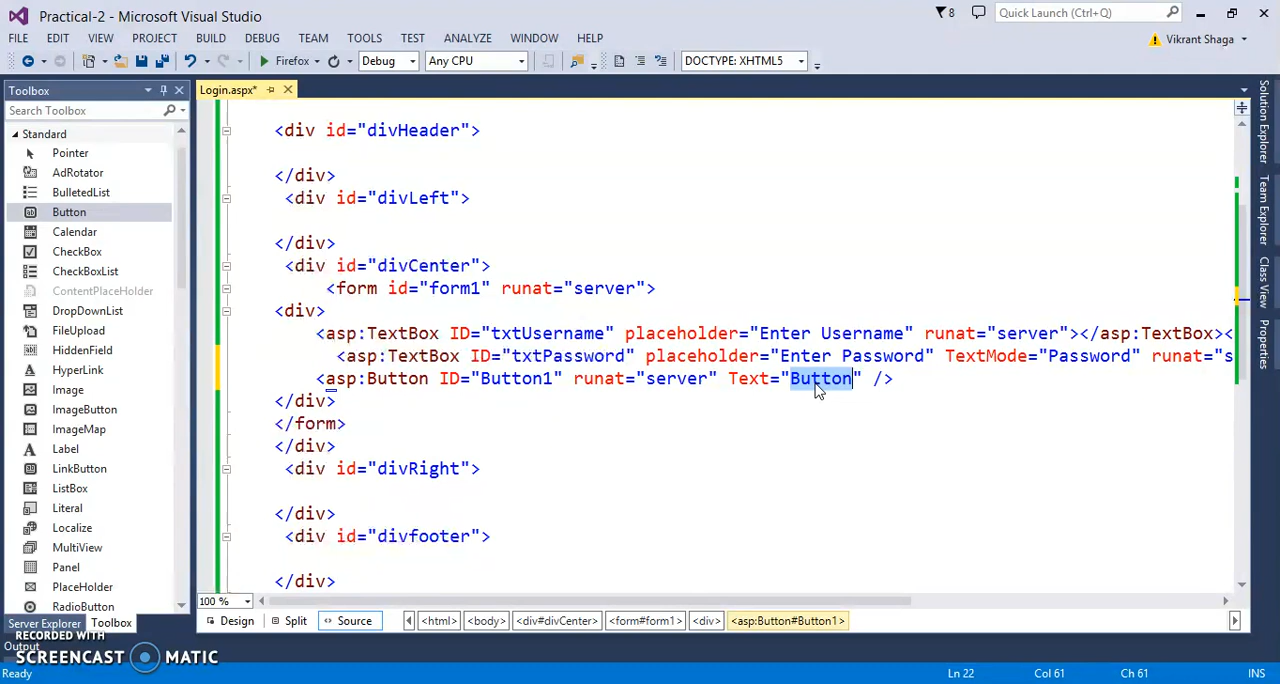 Practical-2 - Microsoft Visual Studio
8
Quick Launch (Ctrl+Q)
FILE EDIT VIEW PROJECT BUILD DEBUG TEAM TOOLS TEST ANALYZE WINDOW HELP
Vikrant Shaga
Firefox Debug Any CPU DOCTYPE: XHTML5
Toolbox
Search Toolbox
Standard
Pointer
AdRotator
BulletedList
Button
Calendar
CheckBox
CheckBoxList
ContentPlaceHolder
DropDownList
FileUpload
HiddenField
HyperLink
Image
ImageButton
ImageMap
Label
LinkButton
ListBox
Literal
Localize
MultiView
Panel
PlaceHolder
RadioButton
Server Explorer Toolbox
Output
RECORDED WITH
SCREENCAST MATIC
Login.aspx*
<div id="divHeader">
</div>
<div id="divLeft">
</div>
<div id="divCenter">
<form id="form1" runat="server">
<div>
<asp:TextBox ID="txtUsername" placeholder="Enter Username" runat="server"></asp:TextBox><
<asp:TextBox ID="txtPassword" placeholder="Enter Password" TextMode="Password" runat="s
<asp:Button ID="Button1" runat="server" Text="Button" />
</div>
</form>
</div>
<div id="divRight">
</div>
<div id="divfooter">
</div>
100 %
Design Split Source <html> <body> <div#divCenter> <form#form1> <div> <asp:Button#Button1>
Solution Explorer
Team Explorer
Class View
Properties
Ready Ln 22 Col 61 Ch 61 INS